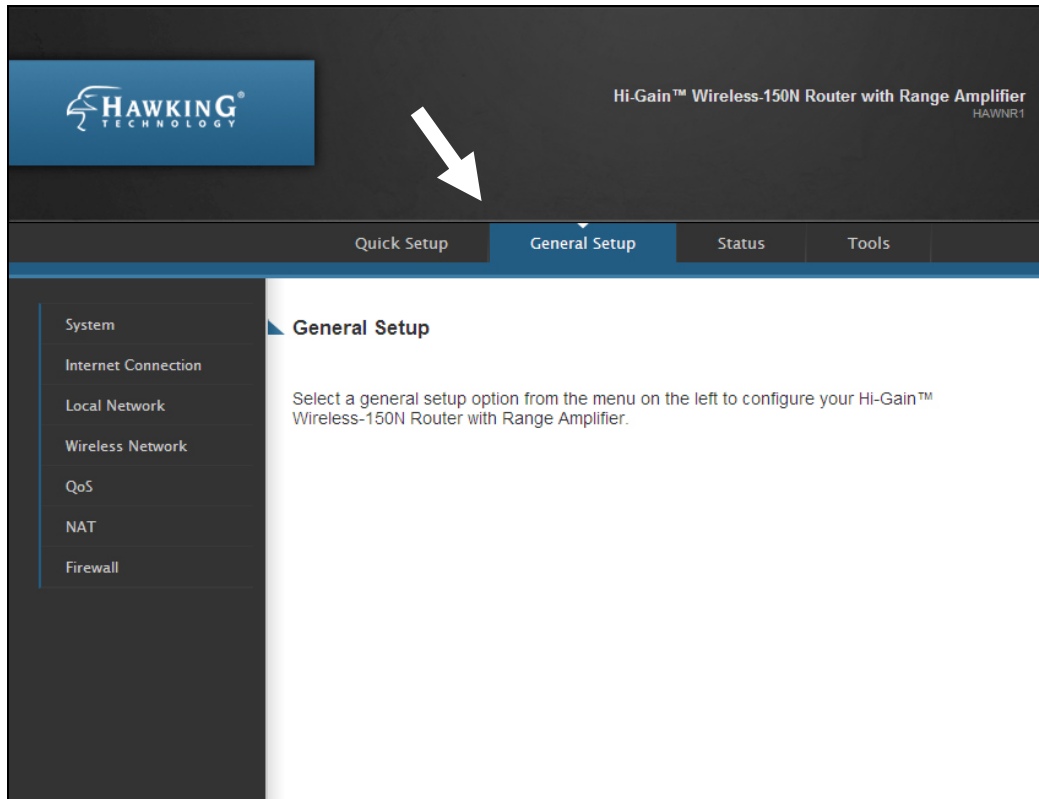 HAWKING®
TECHNOLOGY
Hi-Gain™ Wireless-150N Router with Range Amplifier
HAWNR1
Quick Setup
General Setup
Status
Tools
System
Internet Connection
Local Network
Wireless Network
QoS
NAT
Firewall
General Setup
Select a general setup option from the menu on the left to configure your Hi-Gain™
Wireless-150N Router with Range Amplifier.